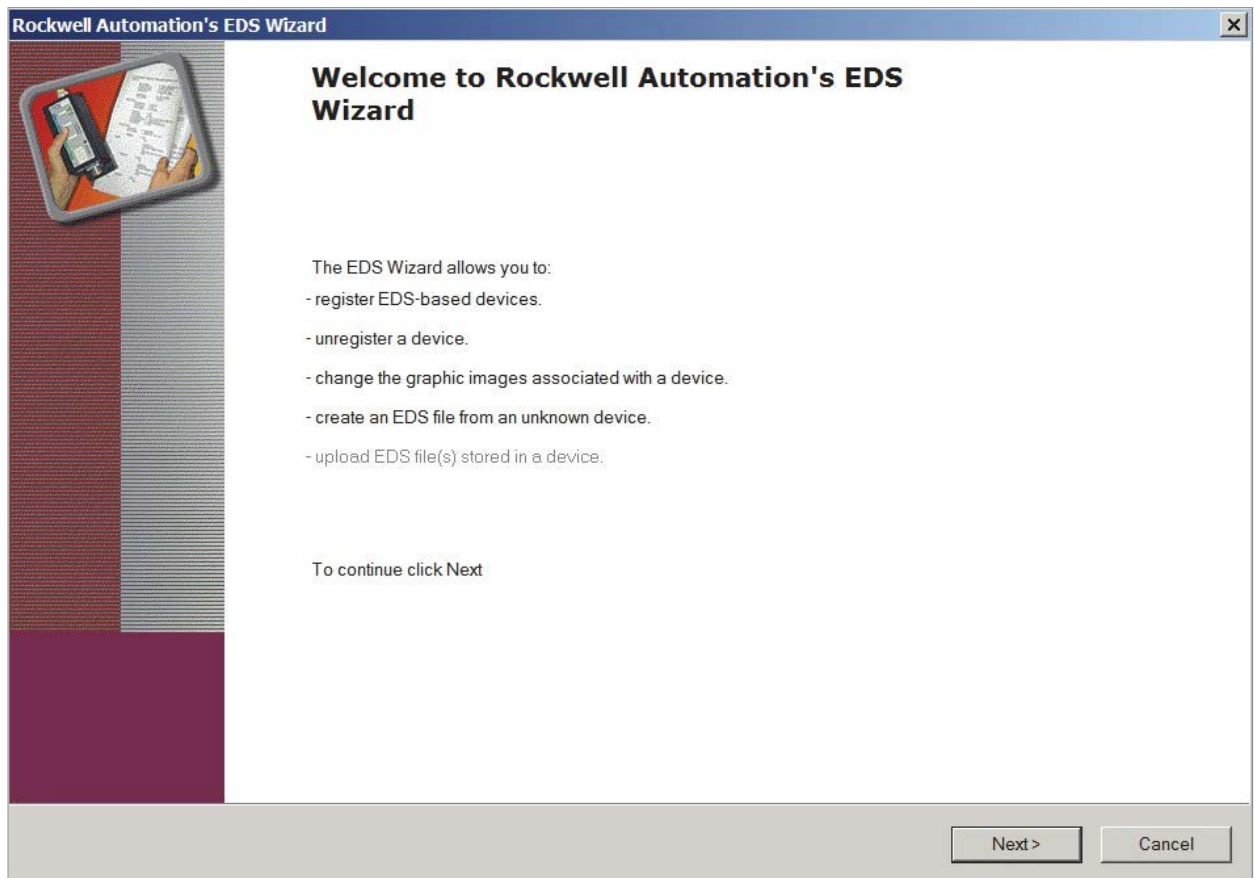 Rockwell Automation's EDS Wizard
Welcome to Rockwell Automation's EDS
Wizard
The EDS Wizard allows you to:
- register EDS-based devices.
- unregister a device.
- change the graphic images associated with a device.
- create an EDS file from an unknown device.
- upload EDS file(s) stored in a device.
To continue click Next
Next >
Cancel